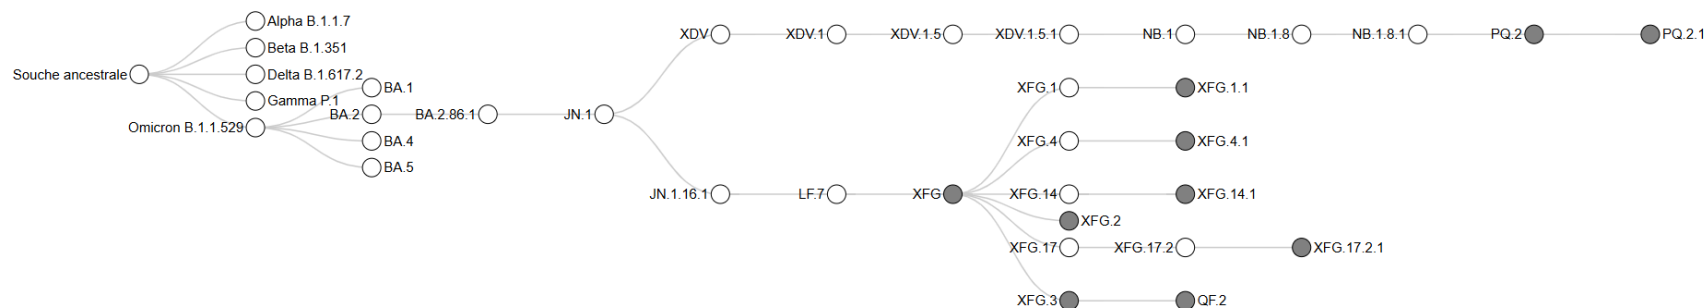 Souche ancestrale
Alpha B.1.1.7
Beta B.1.351
Delta B.1.617.2
Gamma P.1
Omicron B.1.1.529
BA.1
BA.2
BA.4
BA.5
BA.2.86.1
JN.1
XDV
XDV.1
XDV.1.5
XDV.1.5.1
NB.1
NB.1.8
NB.1.8.1
PQ.2
PQ.2.1
JN.1.16.1
LF.7
XFG
XFG.1
XFG.1.1
XFG.4
XFG.4.1
XFG.14
XFG.14.1
XFG.2
XFG.17
XFG.17.2
XFG.17.2.1
XFG.3
QF.2